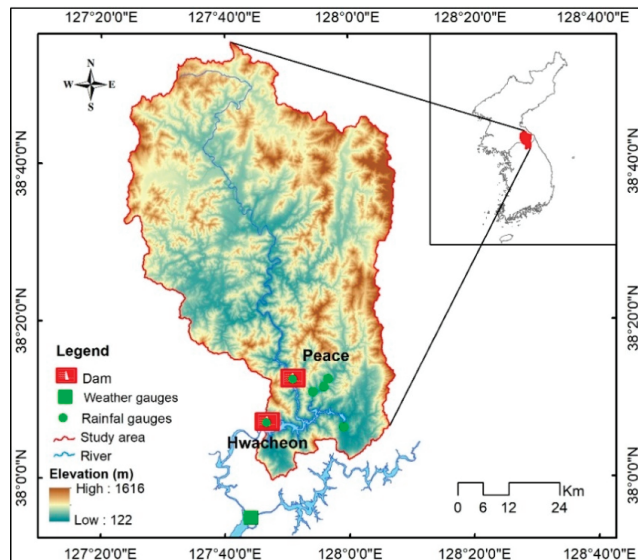 127°20'0"E
127°40'0"E
128°0'0"E
128°20'0"E
128°40'0"E
N
W E
S
38°40'0"N
38°40'0"N
38°20'0"N
38°20'0"N
38°0'0"N
38°0'0"N
Peace
Hwacheon
Legend
Dam
Weather gauges
Rainfal gauges
Study area
River
Elevation (m)
High : 1616
Low : 122
Km
0 6 12 24
127°20'0"E
127°40'0"E
128°0'0"E
128°20'0"E
128°40'0"E